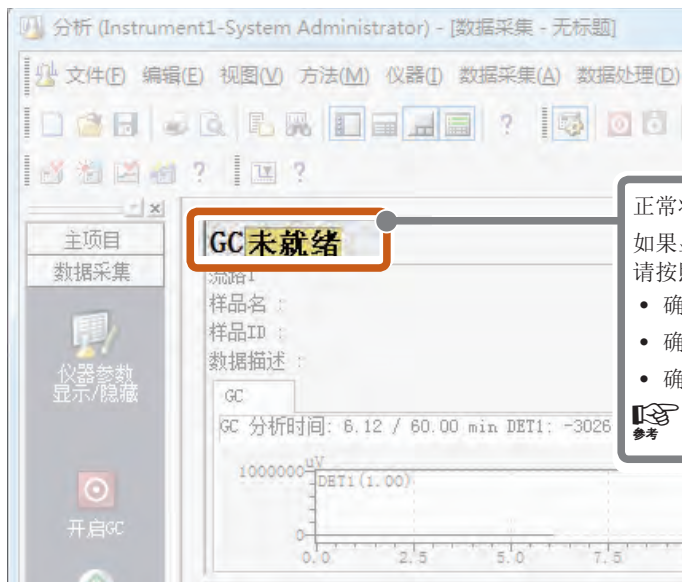 分析 (Instrument1-System Administrator) - [数据采集 - 无标题]
文件(F) 编辑(E) 视图(V) 方法(M) 仪器(I) 数据采集(A) 数据处理(D)
主项目
数据采集
仪器参数
显示/隐藏
开启GC
GC 未就绪
流路1
样品名 :
样品ID :
数据描述 :
GC
GC 分析时间: 6.12 / 60.00 min DET1: -3026
uV
1000000
DET1(1.00)
0
0.0 2.5 5.0 7.5
正常
如果
请按
• 确
• 确
• 确
参考